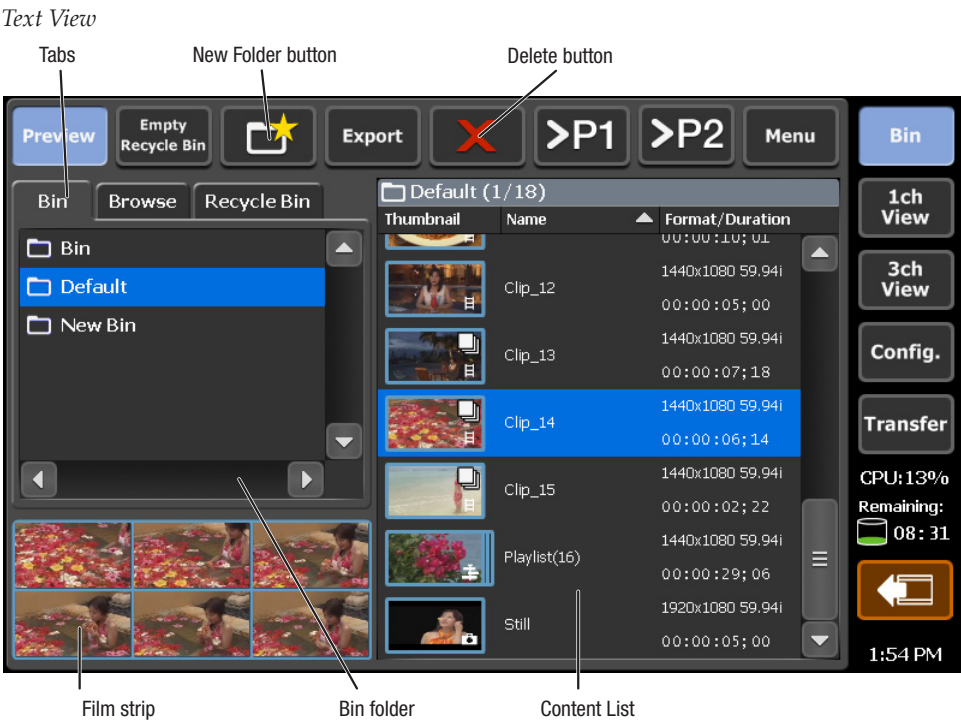 Text View
Tabs
New Folder button
Delete button
Preview
Empty
Recycle Bin
Export
>P1
>P2
Menu
Bin
Bin
Browse
Recycle Bin
Bin
Default
New Bin
Default (1/18)
Thumbnail
Name
Format/Duration
00:00:10;01
Clip_12
1440x1080 59.94i
00:00:05;00
Clip_13
1440x1080 59.94i
00:00:07;18
Clip_14
1440x1080 59.94i
00:00:06;14
Clip_15
1440x1080 59.94i
00:00:02;22
Playlist(16)
1440x1080 59.94i
00:00:29;06
Still
1920x1080 59.94i
00:00:05;00
1ch
View
3ch
View
Config.
Transfer
CPU:13%
Remaining:
08:31
1:54 PM
Film strip
Bin folder
Content List